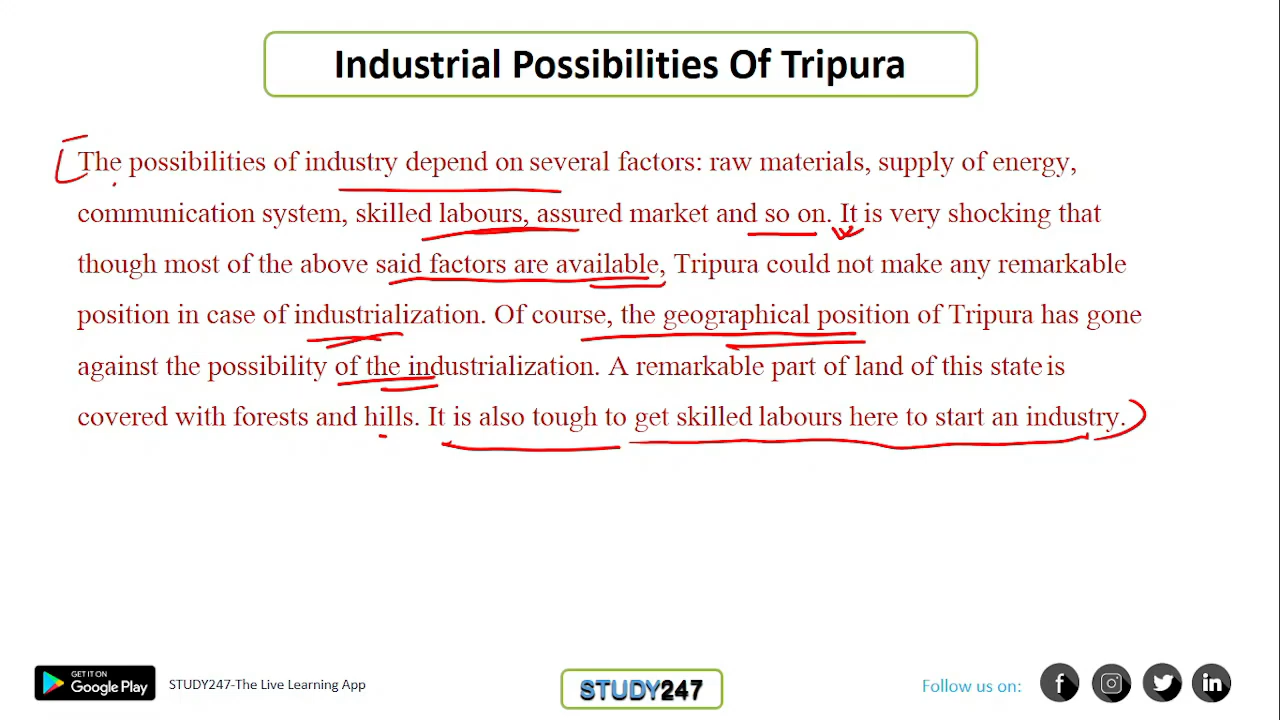 Industrial Possibilities Of Tripura
The possibilities of industry depend on several factors: raw materials, supply of energy,
communication system, skilled labours, assured market and so on. It is very shocking that
though most of the above said factors are available, Tripura could not make any remarkable
position in case of industrialization. Of course, the geographical position of Tripura has gone
against the possibility of the industrialization. A remarkable part of land of this state is
covered with forests and hills. It is also tough to get skilled labours here to start an industry.
GET IT ON
Google Play
STUDY247-The Live Learning App
STUDY247
Follow us on: